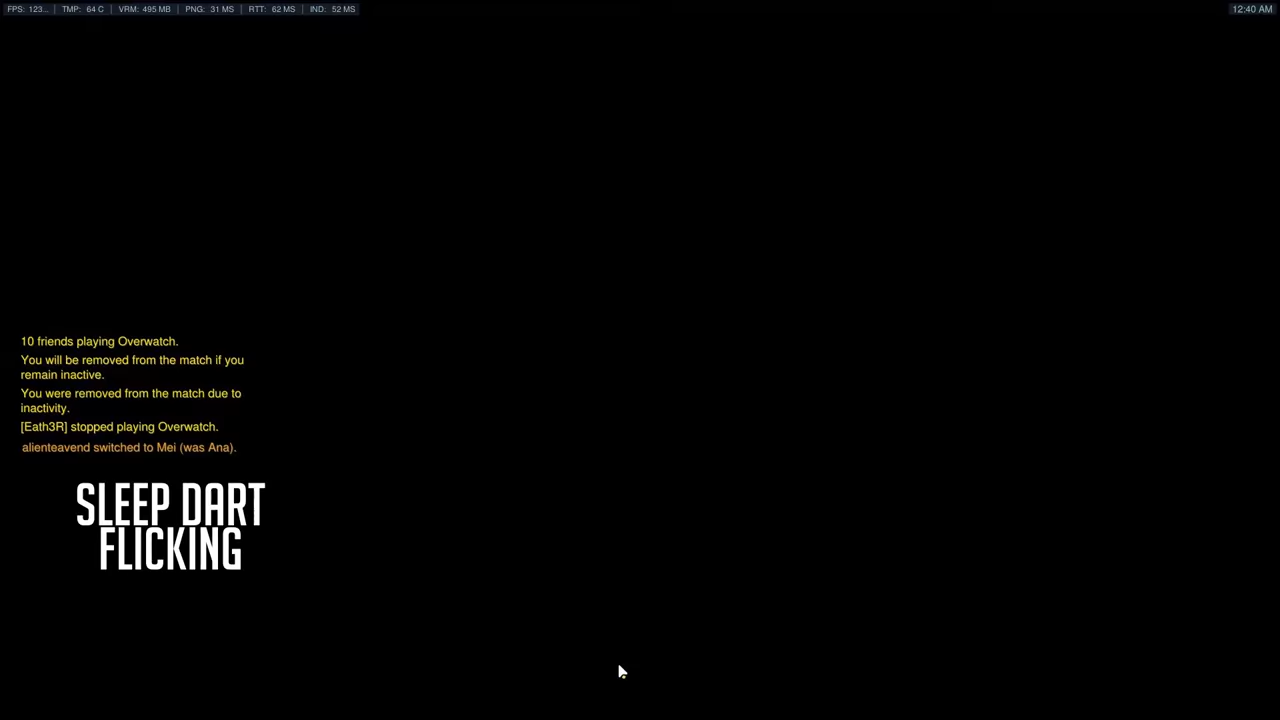 FPS: 123... | TMP: 64 C | VRM: 495 MB | PNG: 31 MS | RTT: 62 MS | IND: 52 MS
12:40 AM
10 friends playing Overwatch.
You will be removed from the match if you
remain inactive.
You were removed from the match due to
inactivity.
[Eath3R] stopped playing Overwatch.
alienteavend switched to Mei (was Ana).
SLEEP DART
FLICKING